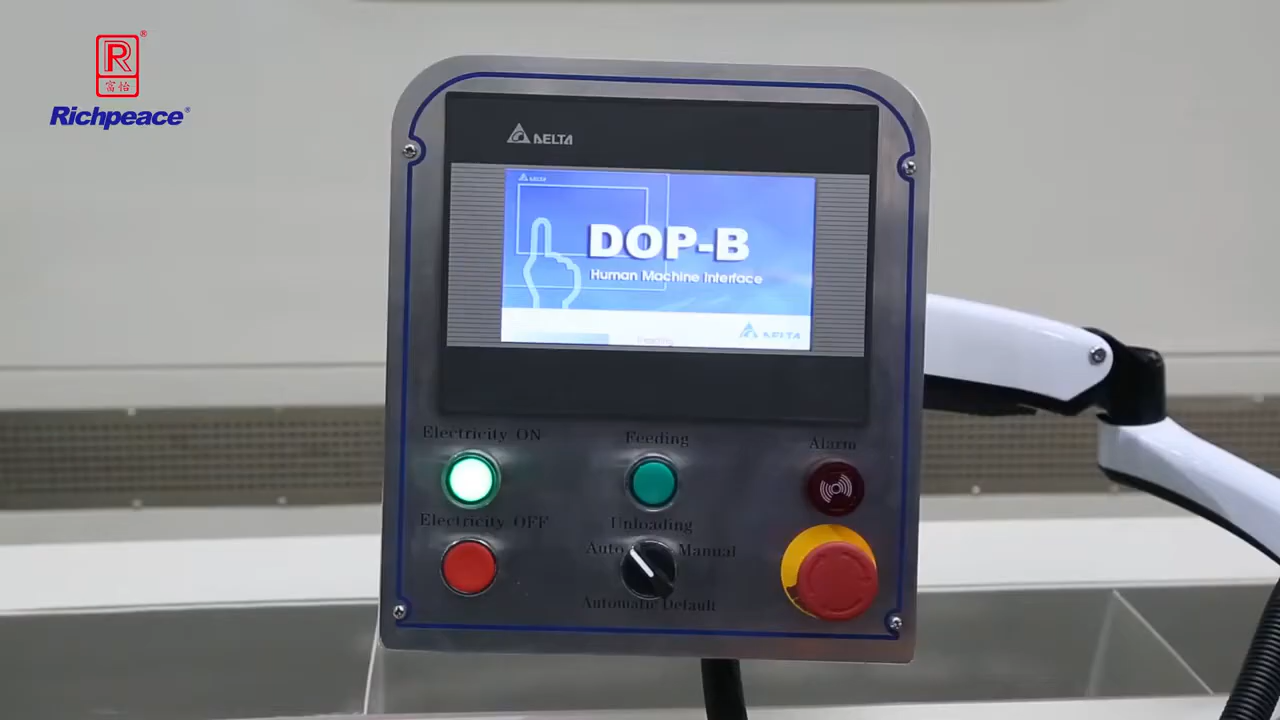 R®
富怡
Richpeace®
DELTA
DELTA
DOP-B
Human Machine Interface
DELTA
Electricity ON
Feeding
Alarm
Electricity OFF
Unloading
Auto Manual
Automatic Default